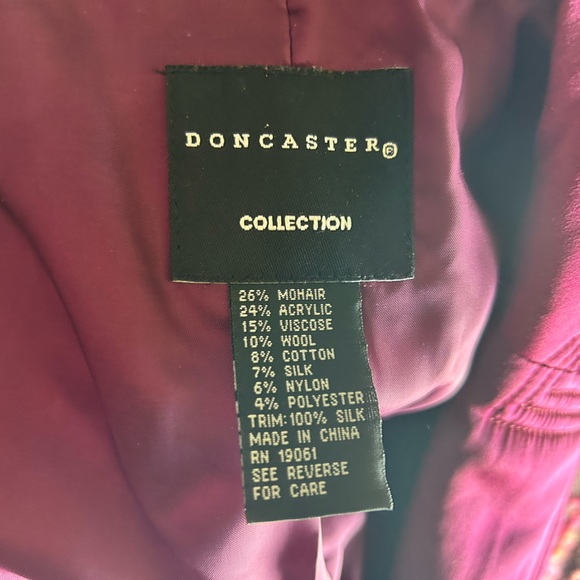 DONCASTER®
COLLECTION
26% MOHAIR
24% ACRYLIC
15% VISCOSE
10% WOOL
8% COTTON
7% SILK
6% NYLON
4% POLYESTER
TRIM:100% SILK
MADE IN CHINA
RN 19061
SEE REVERSE
FOR CARE